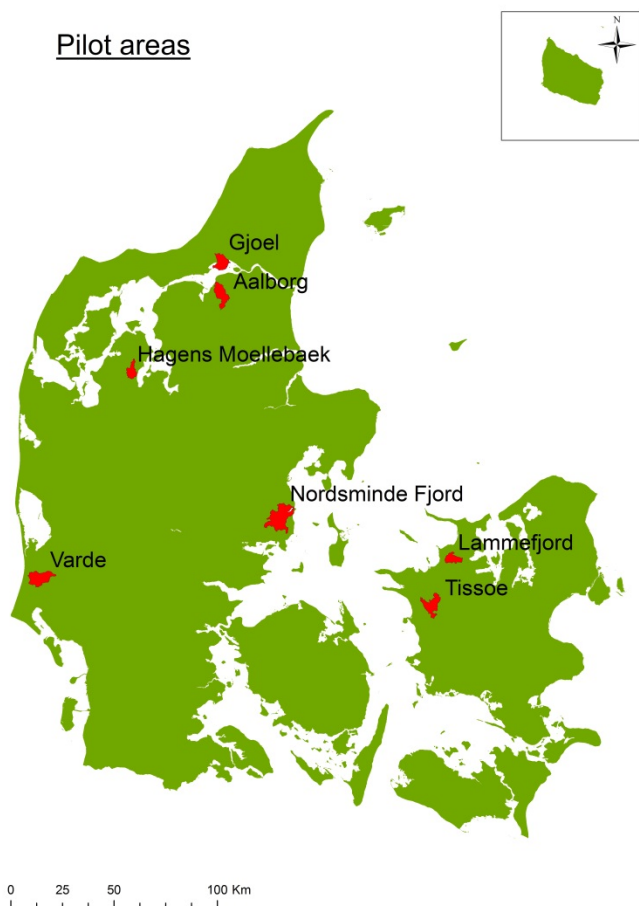 Pilot areas
N
Gjoel
Aalborg
Hagens Moellebaek
Nordsminde Fjord
Lammefjord
Varde
Tissoe
0 25 50 100 Km